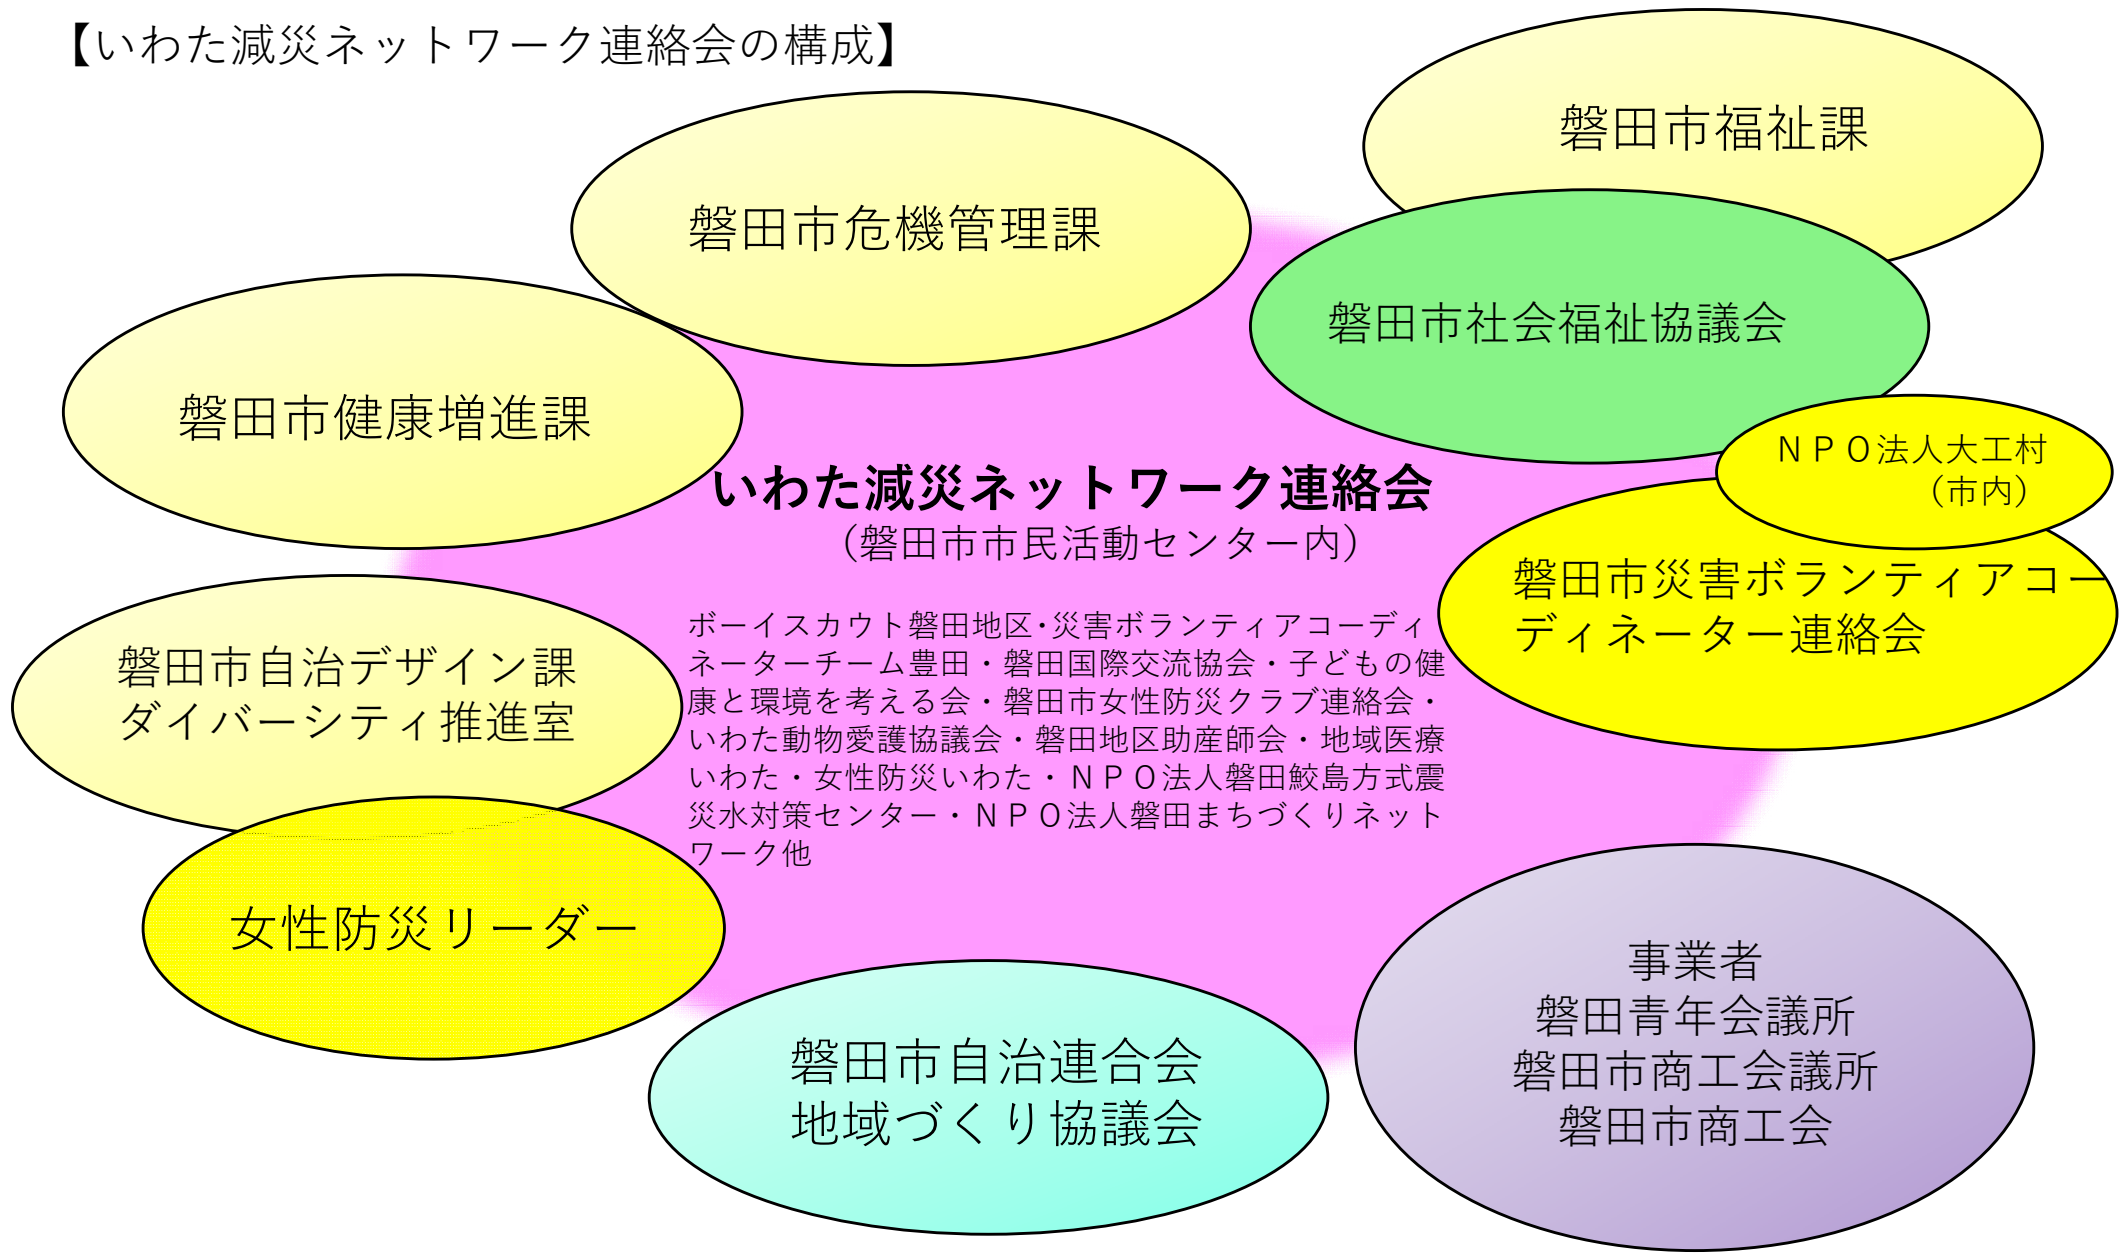 【いわた減災ネットワーク連絡会の構成】
磐田市福祉課
磐田市危機管理課
磐田市社会福祉協議会
磐田市健康増進課
ＮＰＯ法人大工村
（市内）
いわた減災ネットワーク連絡会
（磐田市市民活動センター内）
磐田市災害ボランティアコー
ディネーター連絡会
ボーイスカウト磐田地区･災害ボランティアコーディ
ネーターチーム豊田・磐田国際交流協会・子どもの健
康と環境を考える会・磐田市女性防災クラブ連絡会・
いわた動物愛護協議会・磐田地区助産師会・地域医療
いわた・女性防災いわた・ＮＰＯ法人磐田鮫島方式震
災水対策センター・ＮＰＯ法人磐田まちづくりネット
ワーク他
磐田市自治デザイン課
ダイバーシティ推進室
女性防災リーダー
磐田市自治連合会
地域づくり協議会
事業者
磐田青年会議所
磐田市商工会議所
磐田市商工会